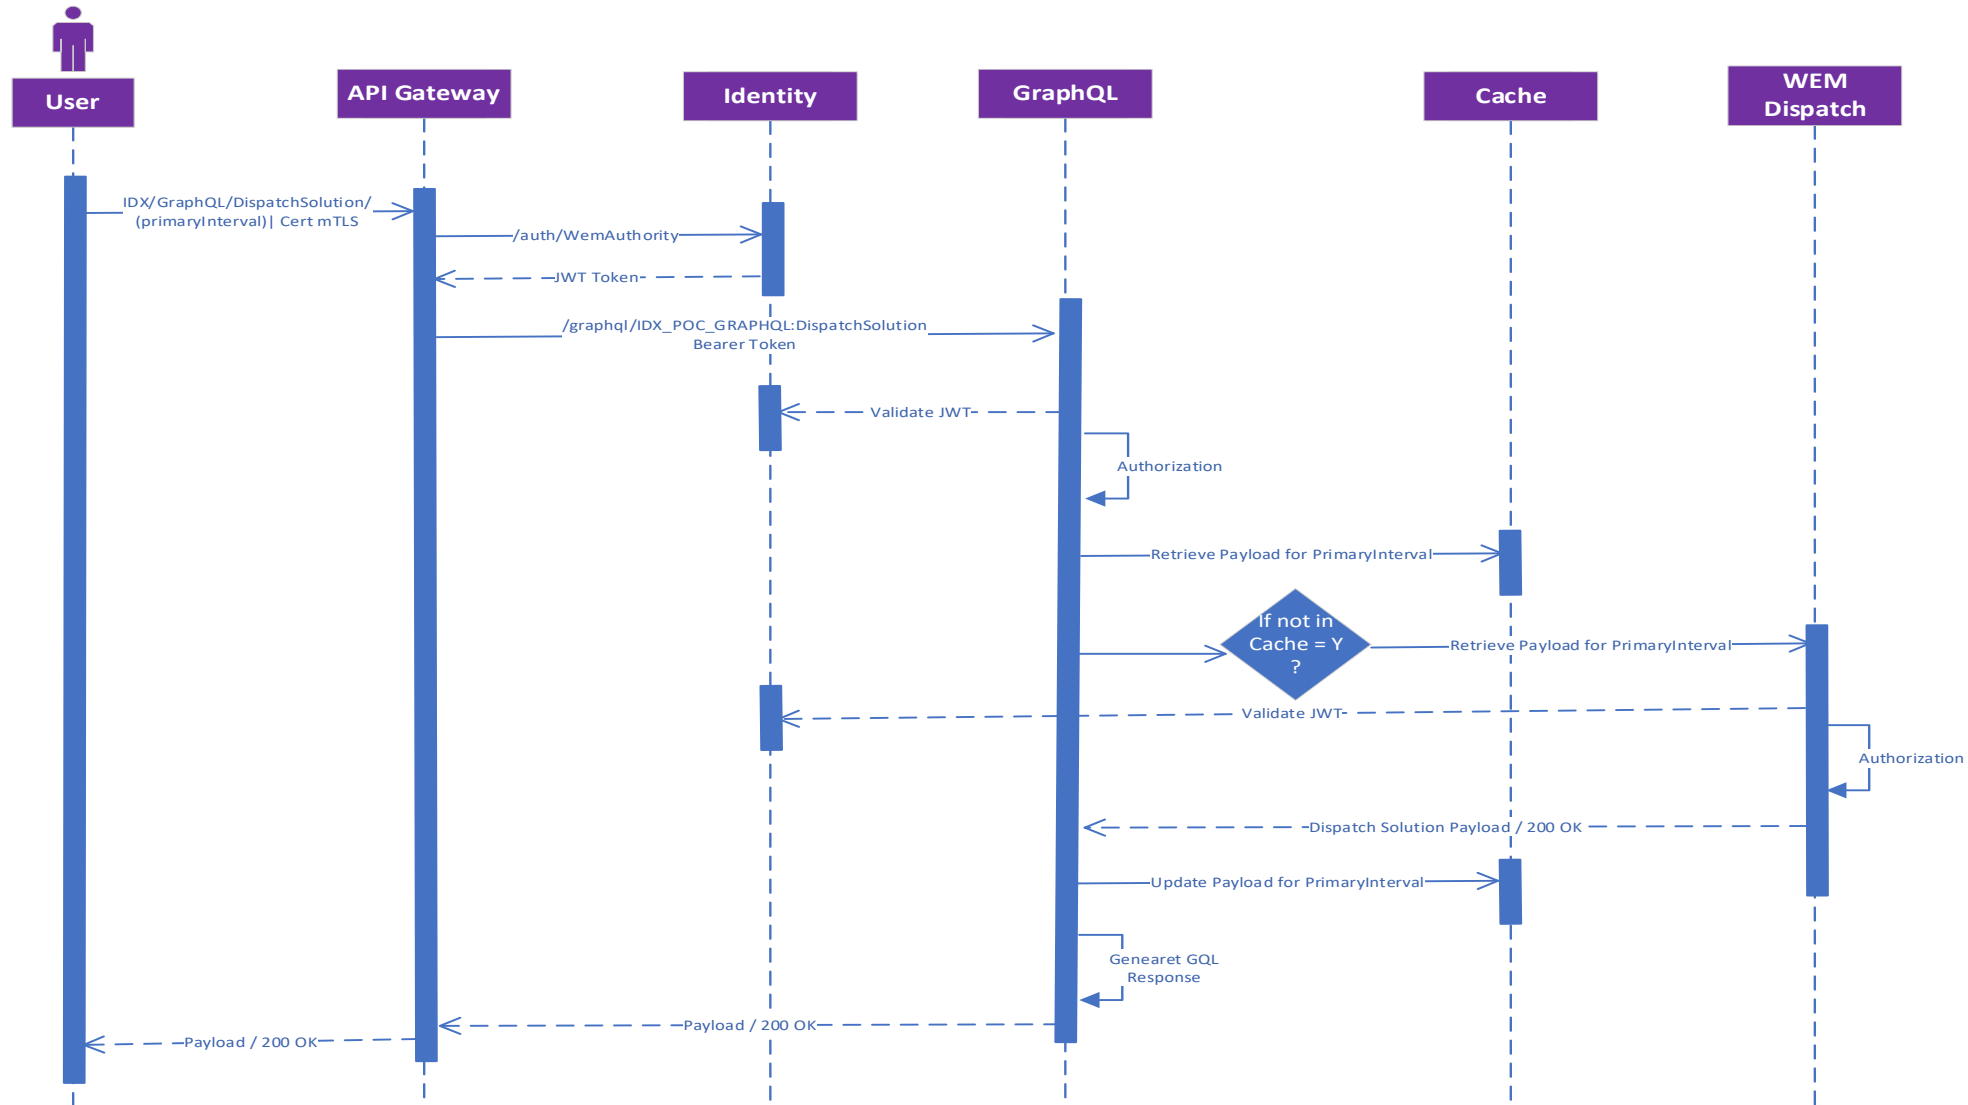 User
API Gateway
Identity
GraphQL
Cache
WEM
Dispatch
IDX/GraphQL/DispatchSolution/
(primaryInterval)| Cert mTLS
/auth/WemAuthority
JWT Token
/graphql/IDX_POC_GRAPHQL:DispatchSolution
Bearer Token
Validate JWT
Authorization
Retrieve Payload for PrimaryInterval
If not in
Cache = Y
?
Retrieve Payload for PrimaryInterval
Validate JWT
Authorization
Dispatch Solution Payload / 200 OK
Update Payload for PrimaryInterval
Genearet GQL
Response
Payload / 200 OK
Payload / 200 OK